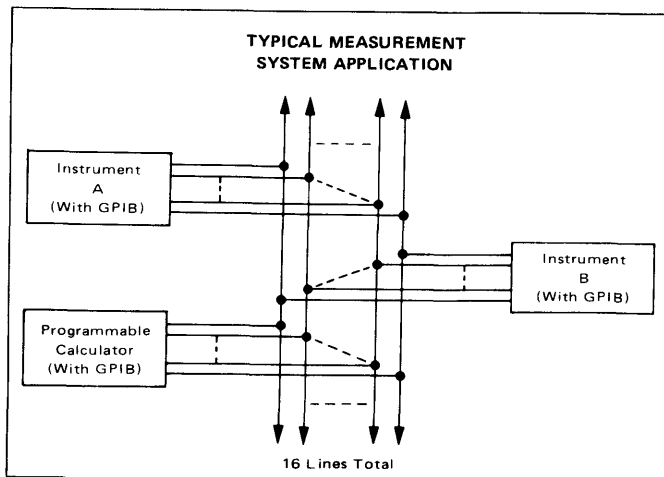 TYPICAL MEASUREMENT
SYSTEM APPLICATION
Instrument
A
(With GPIB)
Instrument
B
(With GPIB)
Programmable
Calculator
(With GPIB)
16 Lines Total